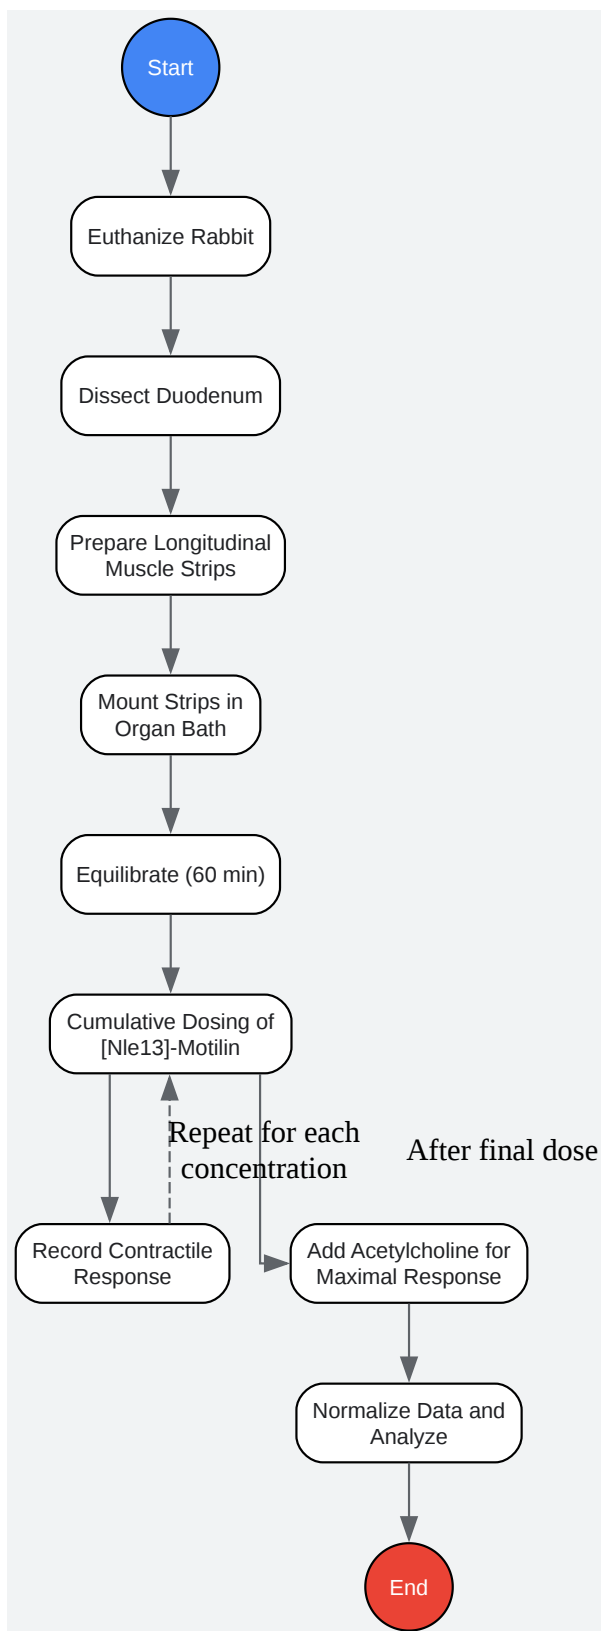 Start
Euthanize Rabbit
Dissect Duodenum
Prepare Longitudinal
Muscle Strips
Mount Strips in
Organ Bath
Equilibrate (60 min)
Cumulative Dosing of
[Nle13]-Motilin
Repeat for each
concentration
After final dose
Record Contractile
Response
Add Acetylcholine for
Maximal Response
Normalize Data and
Analyze
End